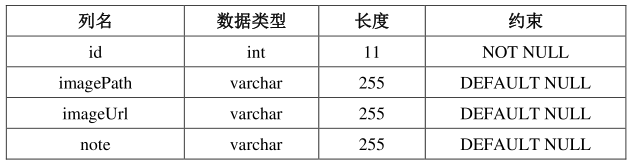 列名 数据类型 长度 约束
id int 11 NOT NULL
imagePath varchar 255 DEFAULT NULL
imageUrl varchar 255 DEFAULT NULL
note varchar 255 DEFAULT NULL